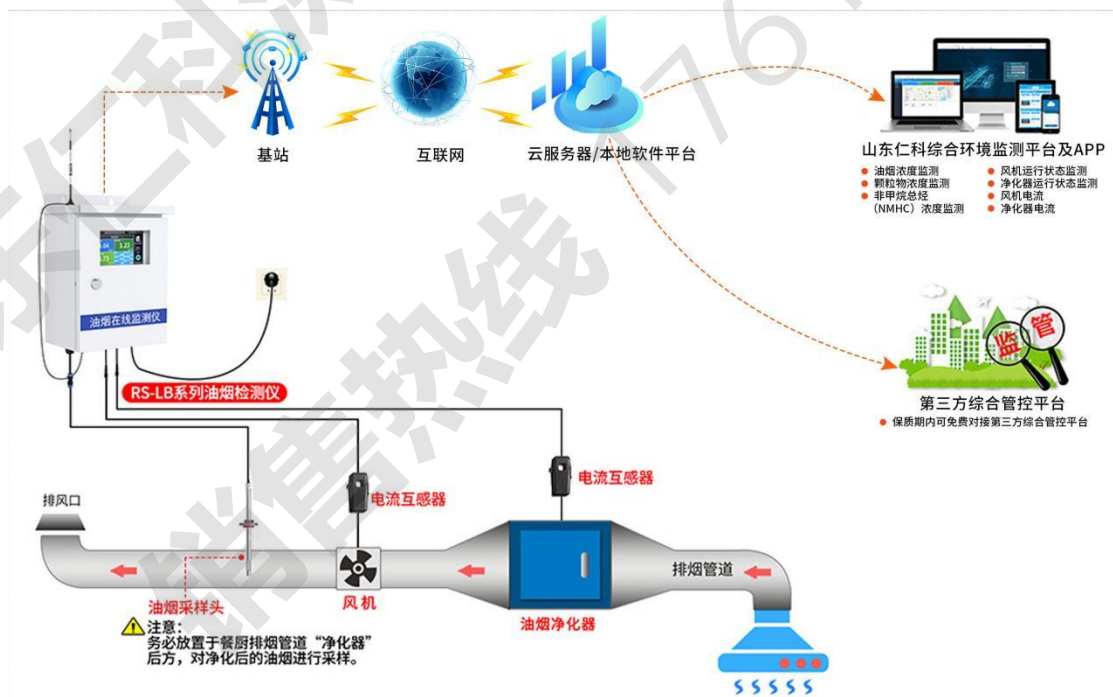 基站
互联网
云服务器/本地软件平台
山东仁科综合环境监测平台及APP
油烟浓度监测
颗粒物浓度监测
非甲烷总烃
（NMHC）浓度监测
风机运行状态监测
净化器运行状态监测
风机电流
净化器电流
3.23
油烟在线监测仪
RS-LB系列油烟检测仪
监管
第三方综合管控平台
保质期内可免费对接第三方综合管控平台
电流互感器
电流互感器
排风口
排烟管道
油烟采样头
风机
油烟净化器
注意：
务必放置于餐厨排烟管道“净化器”
后方，对净化后的油烟进行采样。
东仁科
销售热线 176